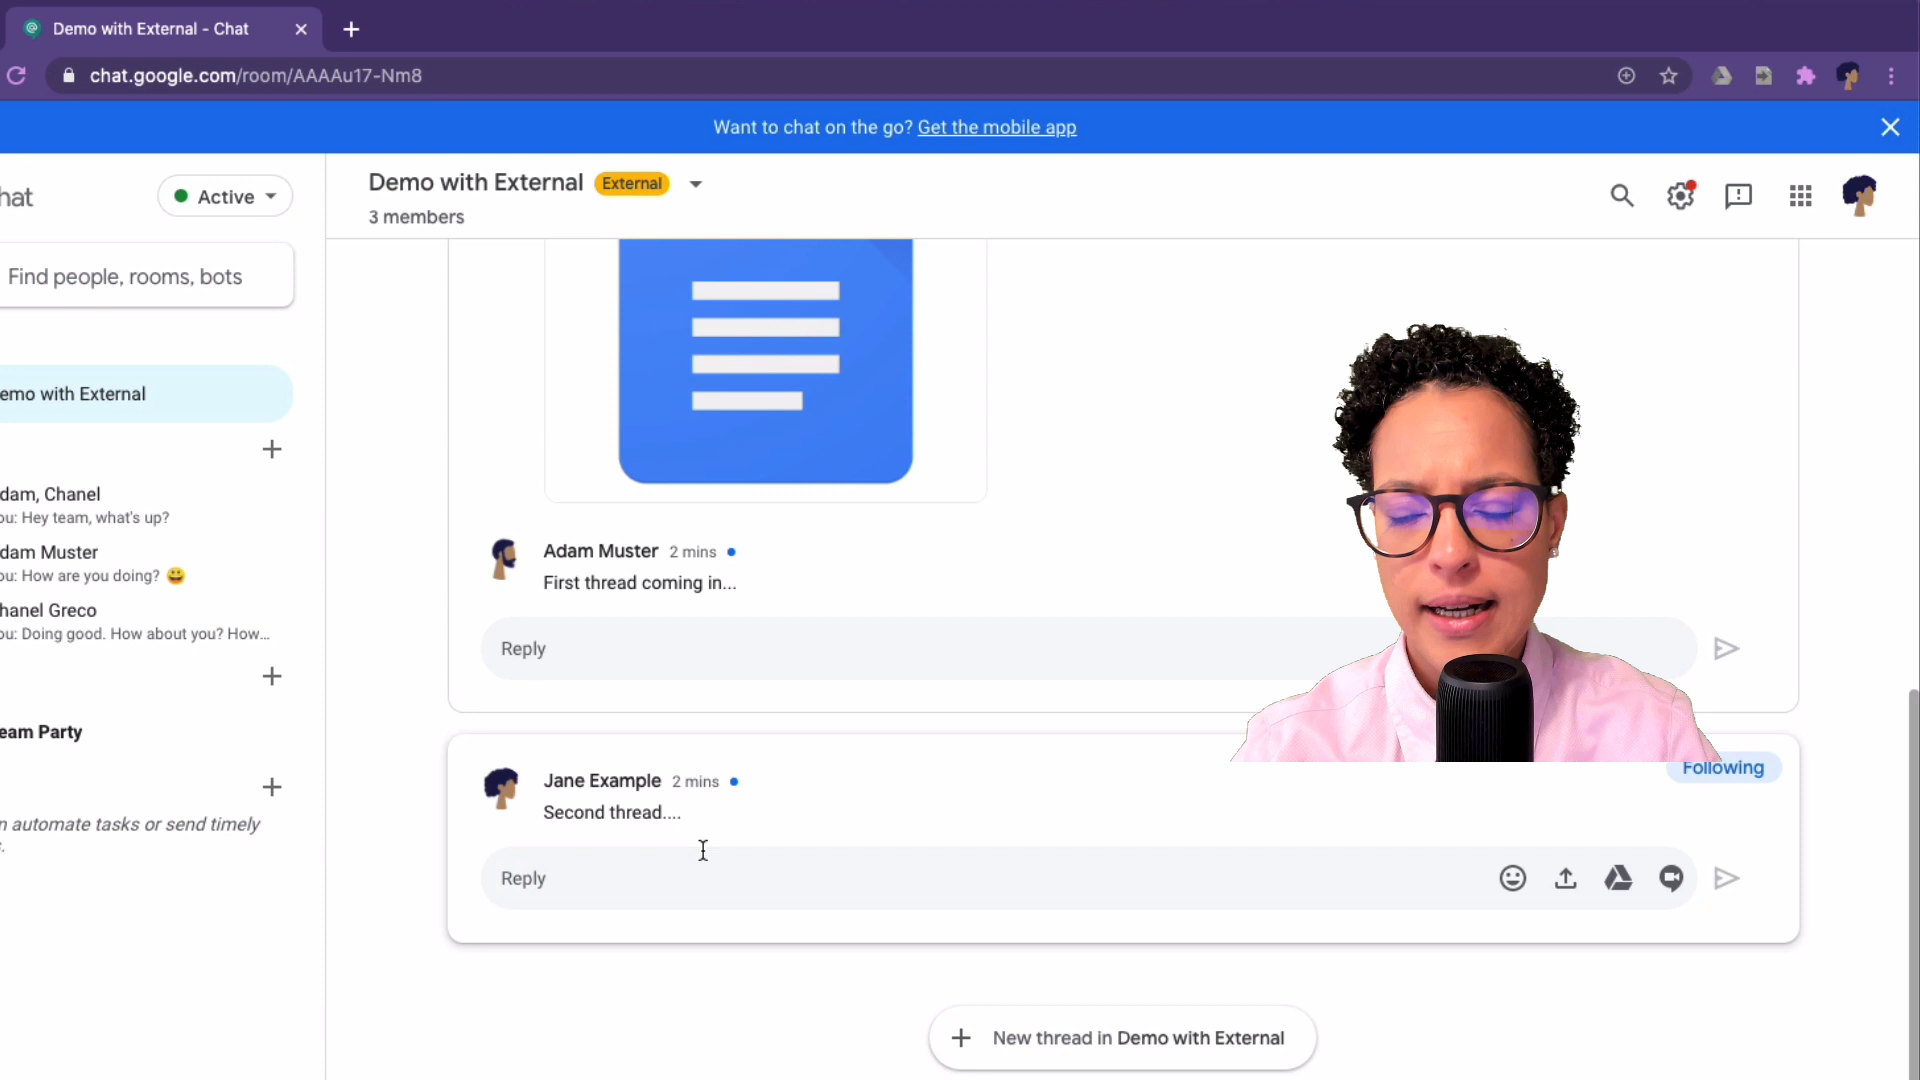 Demo with External - Chat
chat.google.com/room/AAAAu17-Nm8
Want to chat on the go? Get the mobile app
hat
Active
Find people, rooms, bots
emo with External
dam, Chanel
ou: Hey team, what's up?
dam Muster
ou: How are you doing? 😀
hanel Greco
ou: Doing good. How about you? How...
eam Party
n automate tasks or send timely
s.
Demo with External External
3 members
Adam Muster 2 mins
First thread coming in...
Reply
Following
Jane Example 2 mins
Second thread....
Reply
New thread in Demo with External